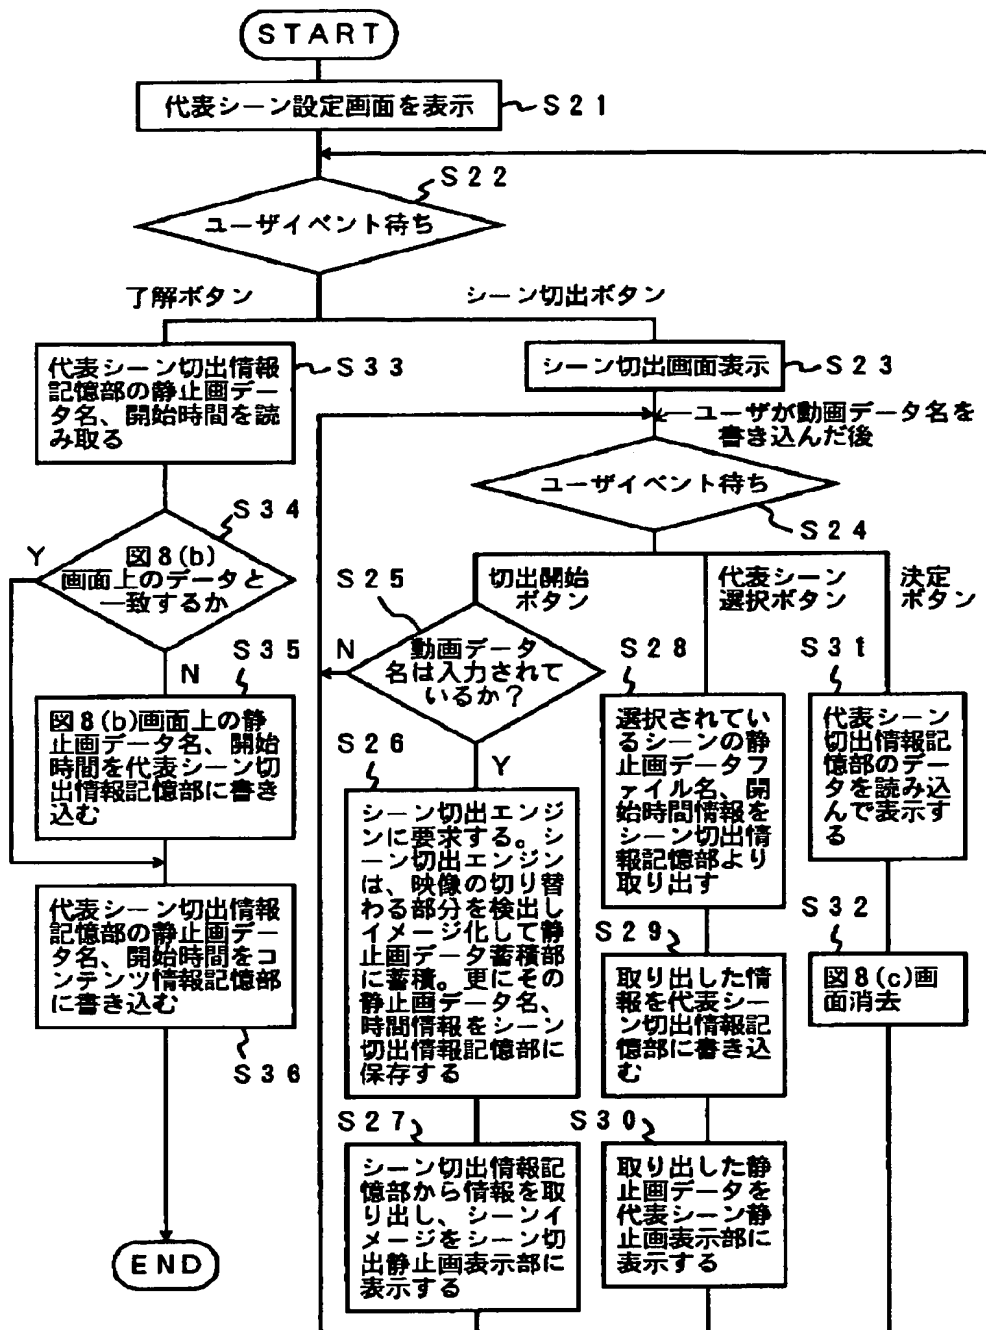 START
代表シーン設定画面を表示
S21
S22
ユーザイベント待ち
了解ボタン
シーン切出ボタン
代表シーン切出情報
記憶部の静止画デー
タ名、開始時間を読
み取る
S33
シーン切出画面表示
S23
ユーザが動画データ名を
書き込んだ後
ユーザイベント待ち
S24
S34
Y
図8(b)
画面上のデータと
一致するか
N
S25
切出開始
ボタン
代表シーン
選択ボタン
決定
ボタン
N
動画データ
名は入力されて
いるか？
Y
S35
図8(b)画面上の静
止画データ名、開始
時間を代表シーン切
出情報記憶部に書き
込む
S26
シーン切出エンジ
ンに要求する。シ
ーン切出エンジン
は、映像の切り替
わる部分を検出し
イメージ化して静
止画データ蓄積部
に蓄積。更にその
静止画データ名、
時間情報をシーン
切出情報記憶部に
保存する
S28
選択されてい
るシーンの静
止画データフ
ァイル名、開
始時間情報を
シーン切出情
報記憶部より
取り出す
S31
代表シーン
切出情報記
憶部のデー
タを読み込
んで表示す
る
代表シーン切出情報
記憶部の静止画デー
タ名、開始時間をコ
ンテンツ情報記憶部
に書き込む
S36
S29
取り出した情
報を代表シー
ン切出情報記
憶部に書き込
む
S32
図8(c)画
面消去
S27
シーン切出情報記
憶部から情報を取
り出し、シーンイ
メージをシーン切
出静止画表示部に
表示する
S30
取り出した静
止画データを
代表シーン静
止画表示部に
表示する
END